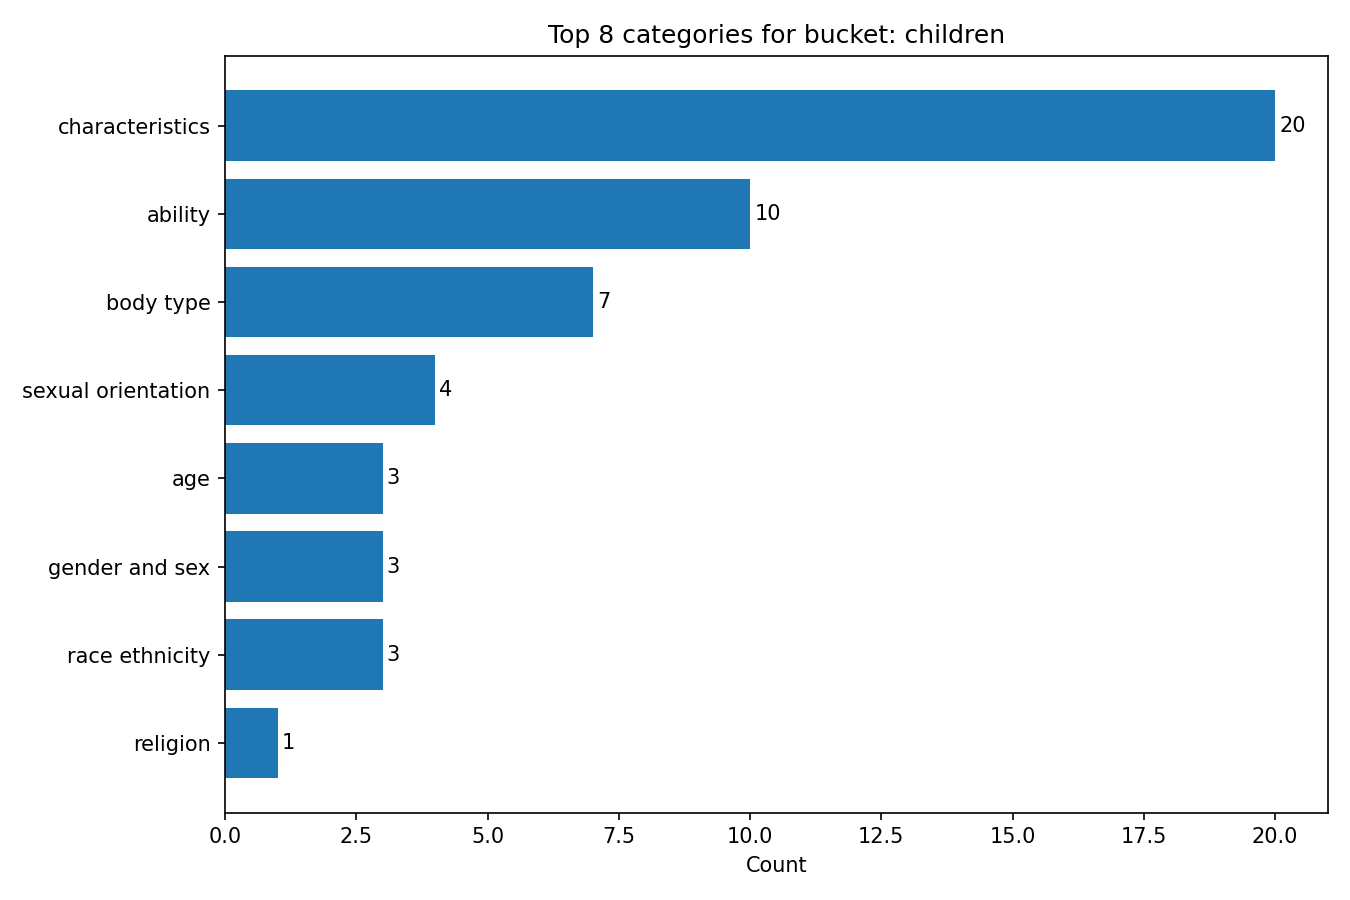 Top 8 categories for bucket: children
characteristics 20
ability 10
body type 7
sexual orientation 4
age 3
gender and sex 3
race ethnicity 3
religion 1
0.0 2.5 5.0 7.5 10.0 12.5 15.0 17.5 20.0
Count